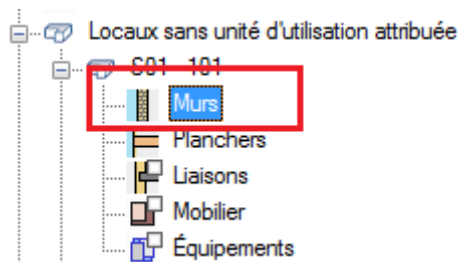 Locaux sans unité d'utilisation attribuée
S01 101
Murs
Planchers
Liaisons
Mobilier
Équipements